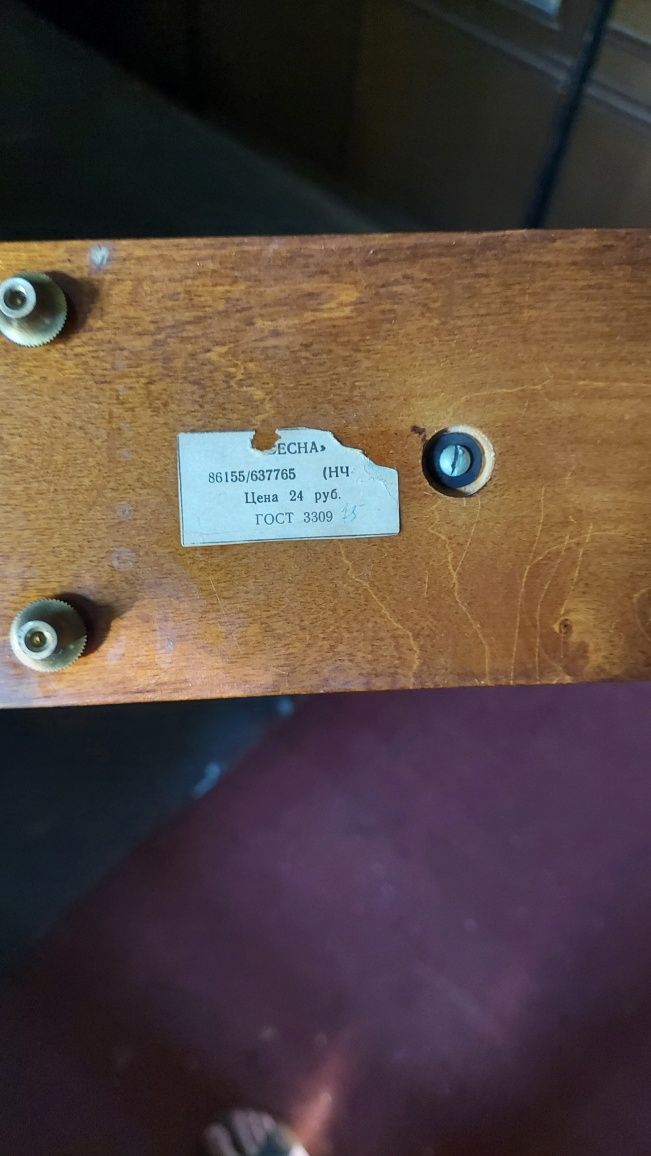 ЕСНА»
86155/637765 (НЧ
Цена 24 руб.
ГОСТ 3309